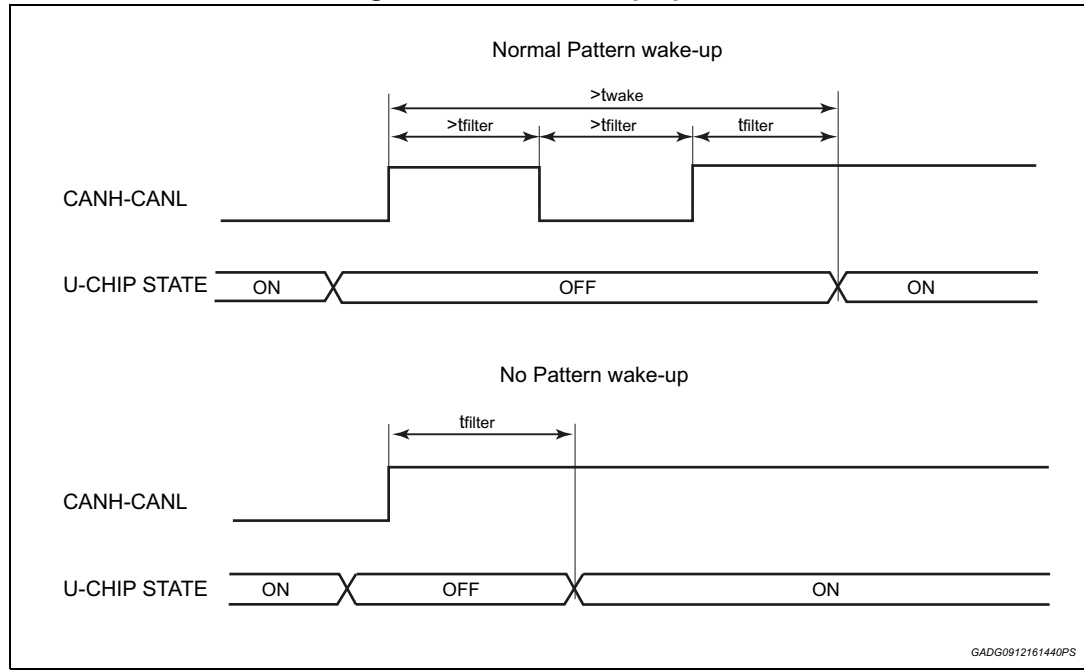 Normal Pattern wake-up
>twake
>tfilter >tfilter tfilter
CANH-CANL
U-CHIP STATE ON OFF ON
No Pattern wake-up
tfilter
CANH-CANL
U-CHIP STATE ON OFF ON
GADG0912161440PS